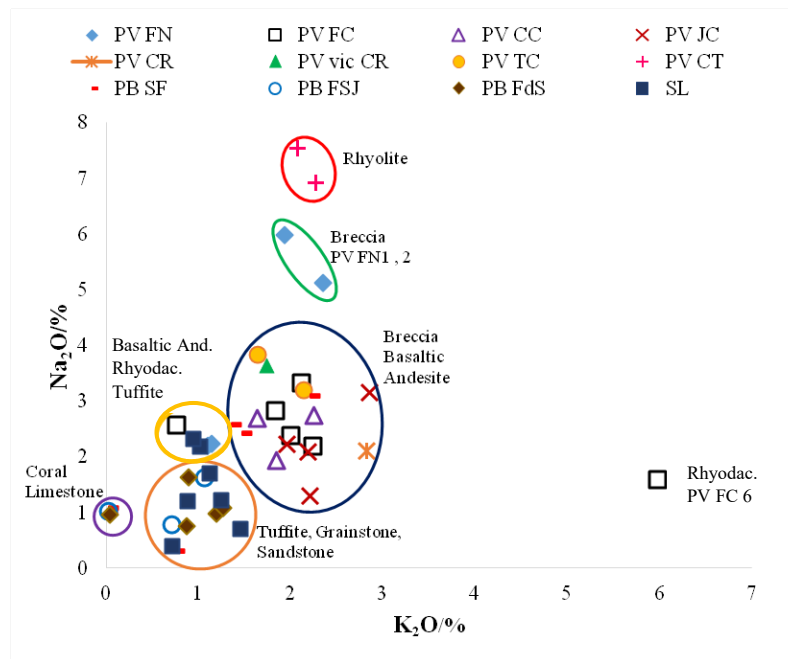 PV FN PV FC PV CC PV JC
PV CR PV vic CR PV TC PV CT
PB SF PB FSJ PB FdS SL
8
7
6
5
4
3
2
1
0
Na₂O/%
Rhyolite
Breccia
PV FN1 , 2
Basaltic And.
Rhyodac.
Tuffite
Breccia
Basaltic
Andesite
Coral
Limestone
Tuffite, Grainstone,
Sandstone
Rhyodac.
PV FC 6
0 1 2 3 4 5 6 7
K₂O/%